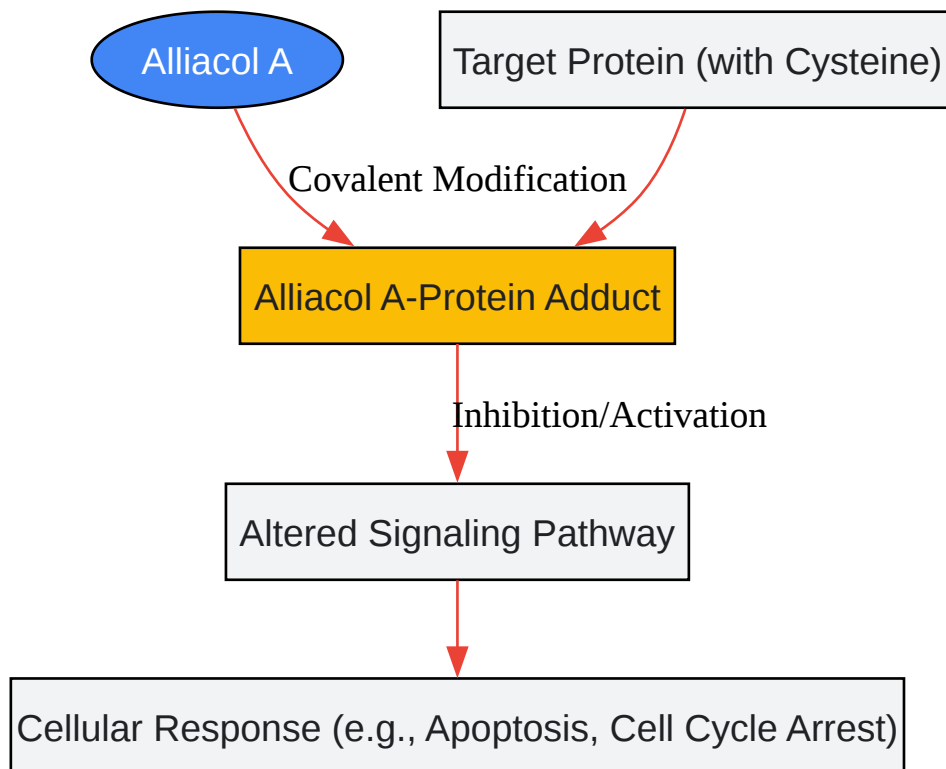 Alliacol A
Target Protein (with Cysteine)
Covalent Modification
Alliacol A-Protein Adduct
Inhibition/Activation
Altered Signaling Pathway
Cellular Response (e.g., Apoptosis, Cell Cycle Arrest)